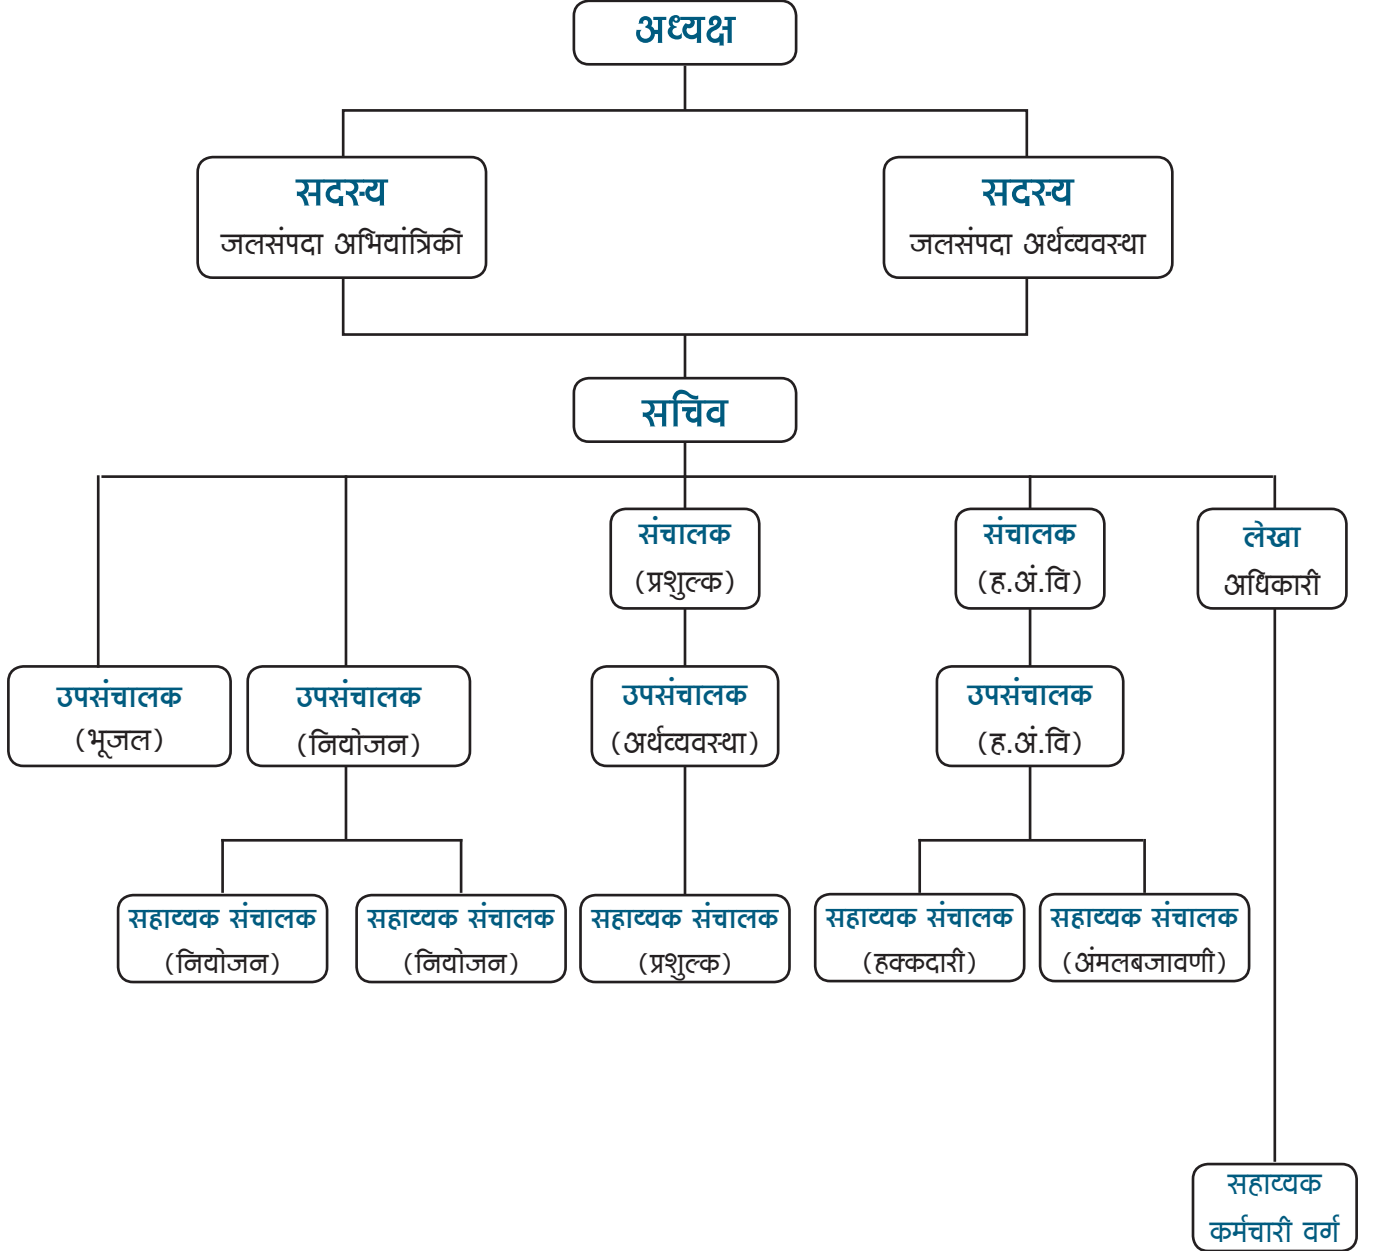 अध्यक्ष
सदस्य
जलसंपदा अभियांत्रिकी
सदस्य
जलसंपदा अर्थव्यवस्था
सचिव
संचालक
(प्रशुल्क)
संचालक
(ह.अं.वि)
लेखा
अधिकारी
उपसंचालक
(भूजल)
उपसंचालक
(नियोजन)
उपसंचालक
(अर्थव्यवस्था)
उपसंचालक
(ह.अं.वि)
सहाय्यक संचालक
(नियोजन)
सहाय्यक संचालक
(नियोजन)
सहाय्यक संचालक
(प्रशुल्क)
सहाय्यक संचालक
(हक्कदारी)
सहाय्यक संचालक
(अंमलबजावणी)
सहाय्यक
कर्मचारी वर्ग